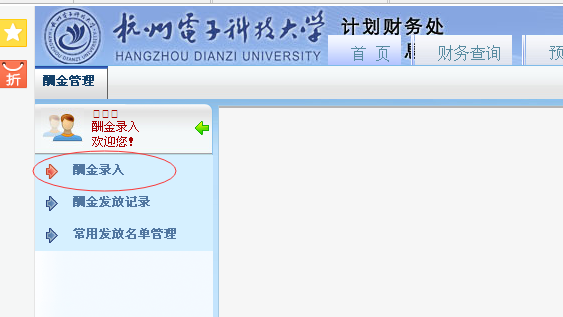 折
杭州電子科技大学
HANGZHOU DIANZI UNIVERSITY
计划财务处
首 页
财务查询
酬金管理
酬金录入
欢迎您!
酬金录入
酬金发放记录
常用发放名单管理